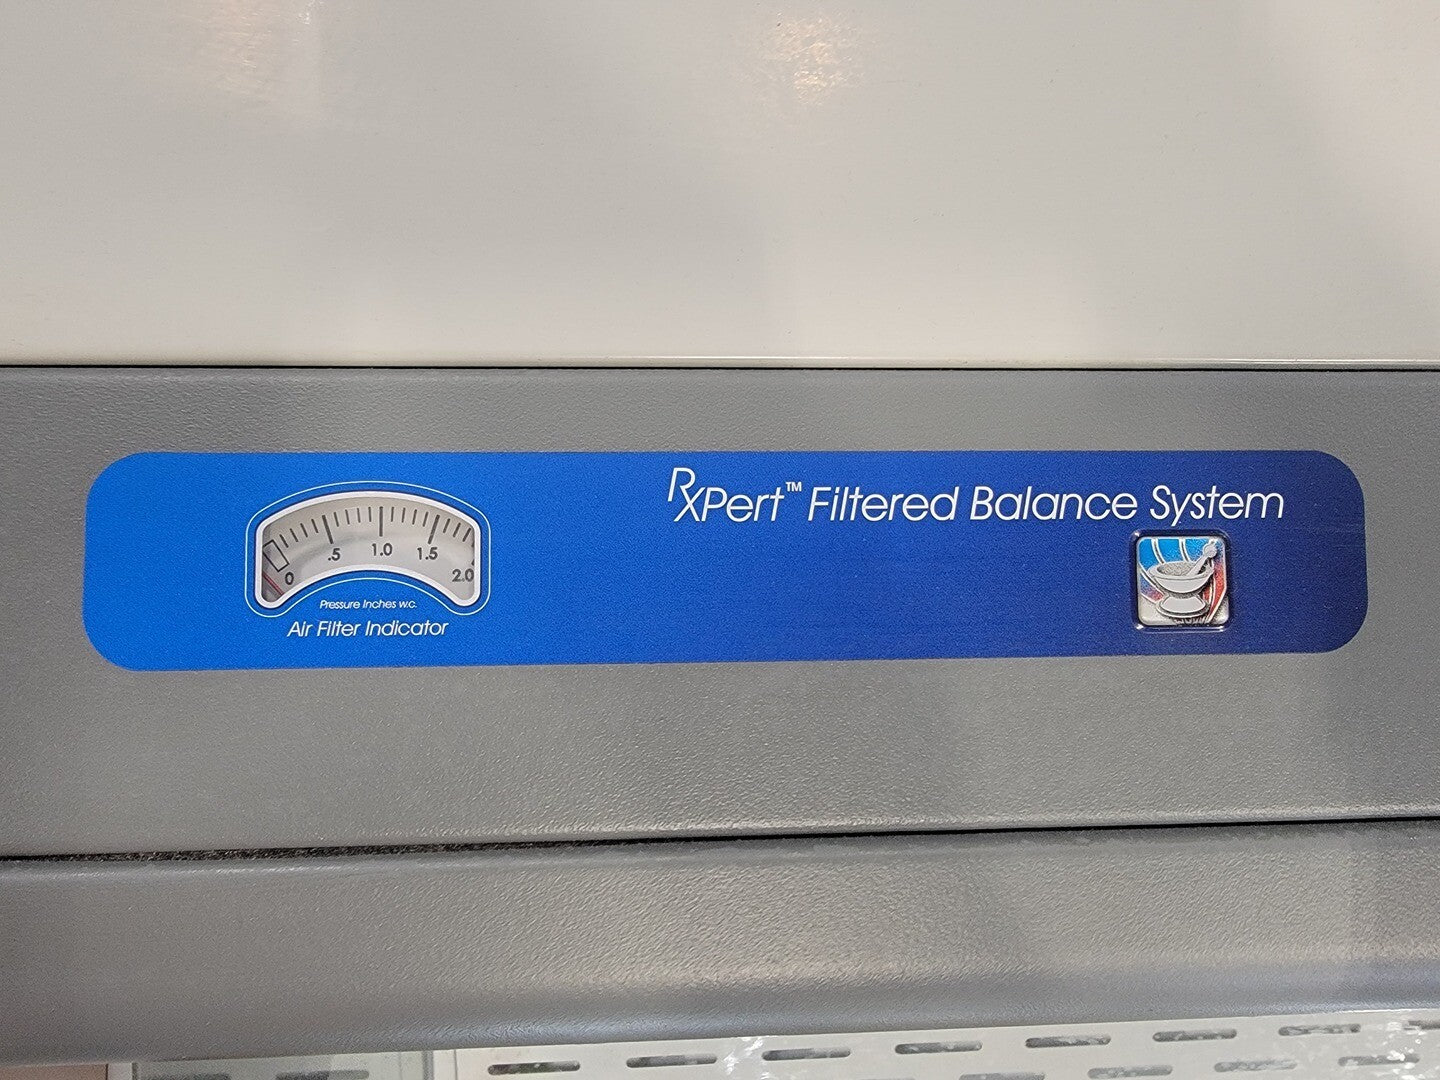 RXPert™ Filtered Balance System
0 .5 1.0 1.5 2.0
Pressure Inches w.c.
Air Filter Indicator